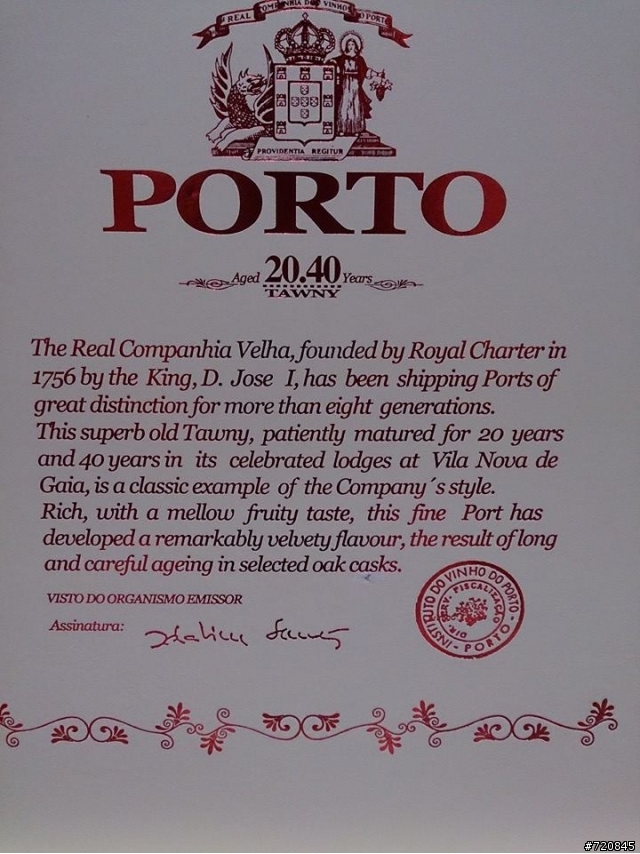 REAL COMPANHIA DOS VINHOS DO PORTO
PROVIDENTIA REGITUR
PORTO
Aged 20.40 Years
TAWNY
The Real Companhia Velha, founded by Royal Charter in
1756 by the King, D. Jose I, has been shipping Ports of
great distinction for more than eight generations.
This superb old Tawny, patiently matured for 20 years
and 40 years in its celebrated lodges at Vila Nova de
Gaia, is a classic example of the Company´s style.
Rich, with a mellow fruity taste, this fine Port has
developed a remarkably velvety flavour, the result of long
and careful ageing in selected oak casks.
VISTO DO ORGANISMO EMISSOR
Assinatura:
INSTITUTO DO VINHO DO PORTO
DIR. SERV. FISCALIZAÇÃO
- PORTO -
#720845